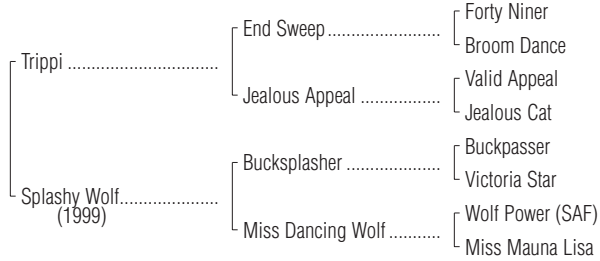 Forty Niner
End Sweep
Broom Dance
Trippi
Valid Appeal
Jealous Appeal
Jealous Cat
Buckpasser
Bucksplasher
Victoria Star
Splashy Wolf
(1999)
Wolf Power (SAF)
Miss Dancing Wolf
Miss Mauna Lisa